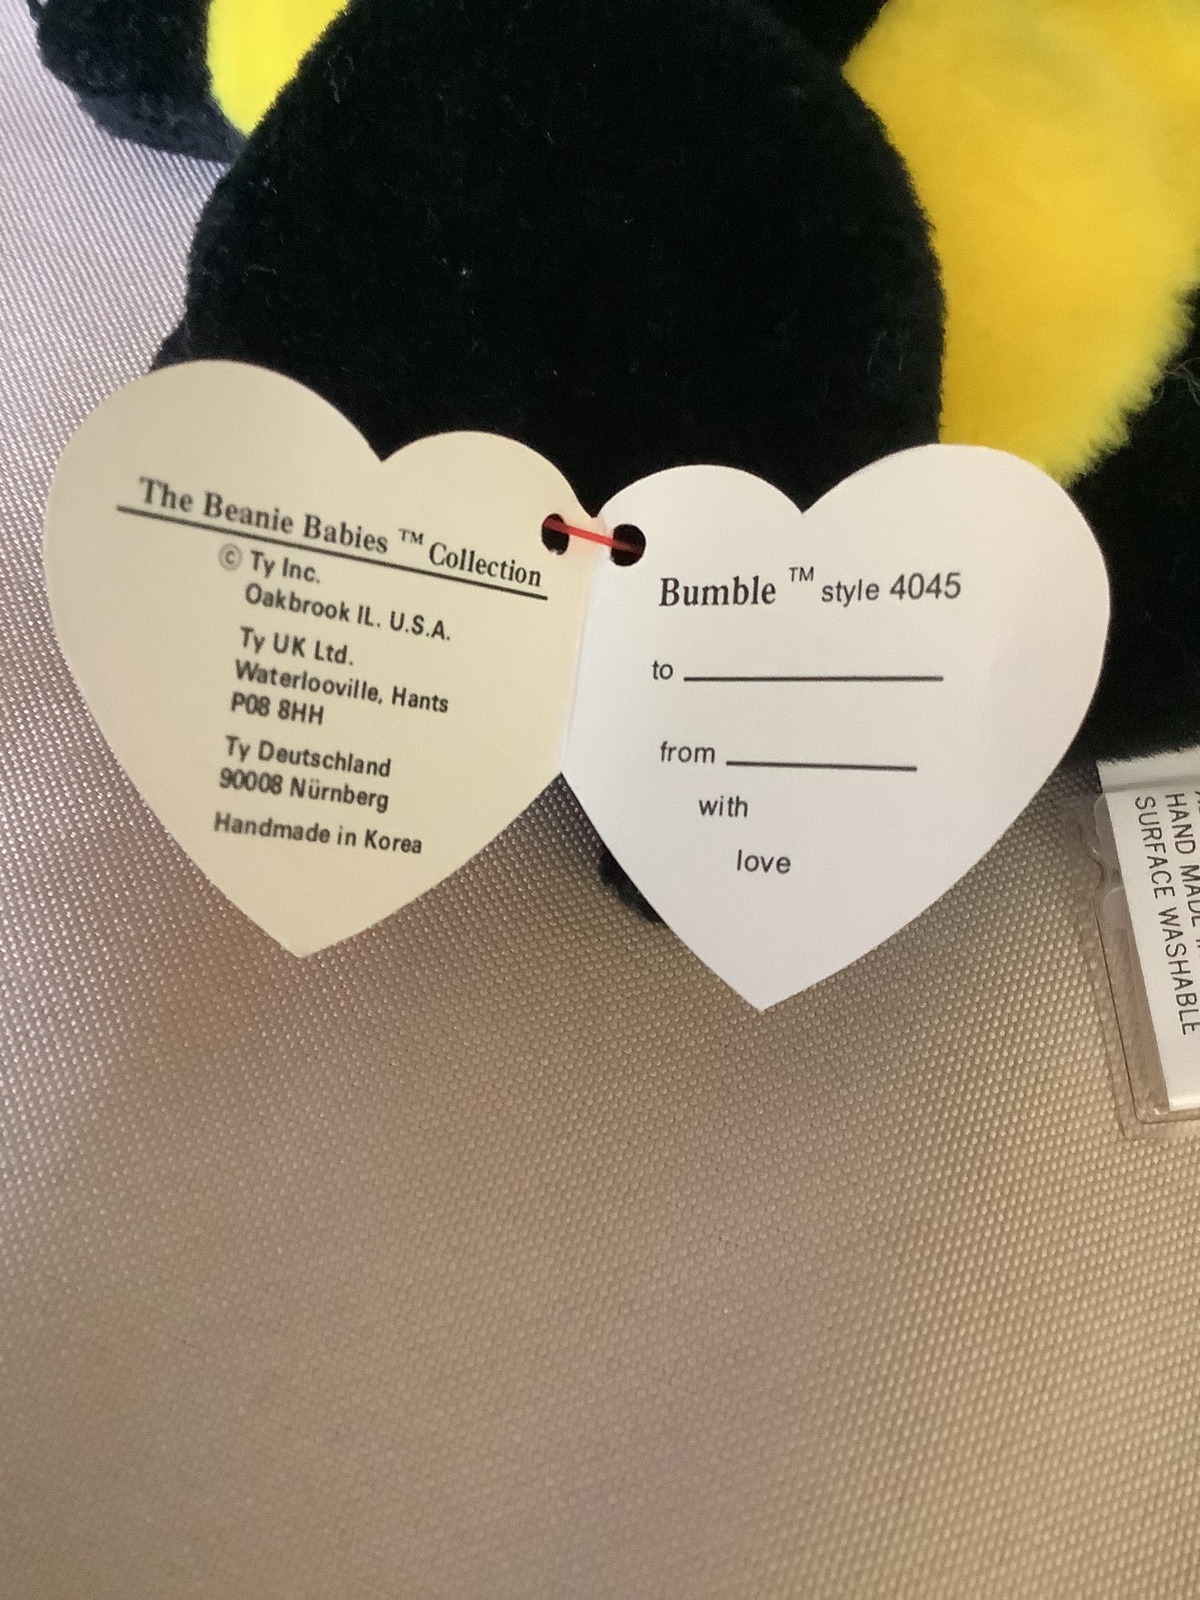 The Beanie Babies ™ Collection
© Ty Inc.
Oakbrook IL. U.S.A.
Ty UK Ltd.
Waterlooville, Hants
P08 8HH
Ty Deutschland
90008 Nürnberg
Handmade in Korea
Bumble ™ style 4045
to
from
with
love
HAND MADE
SURFACE WASHABLE